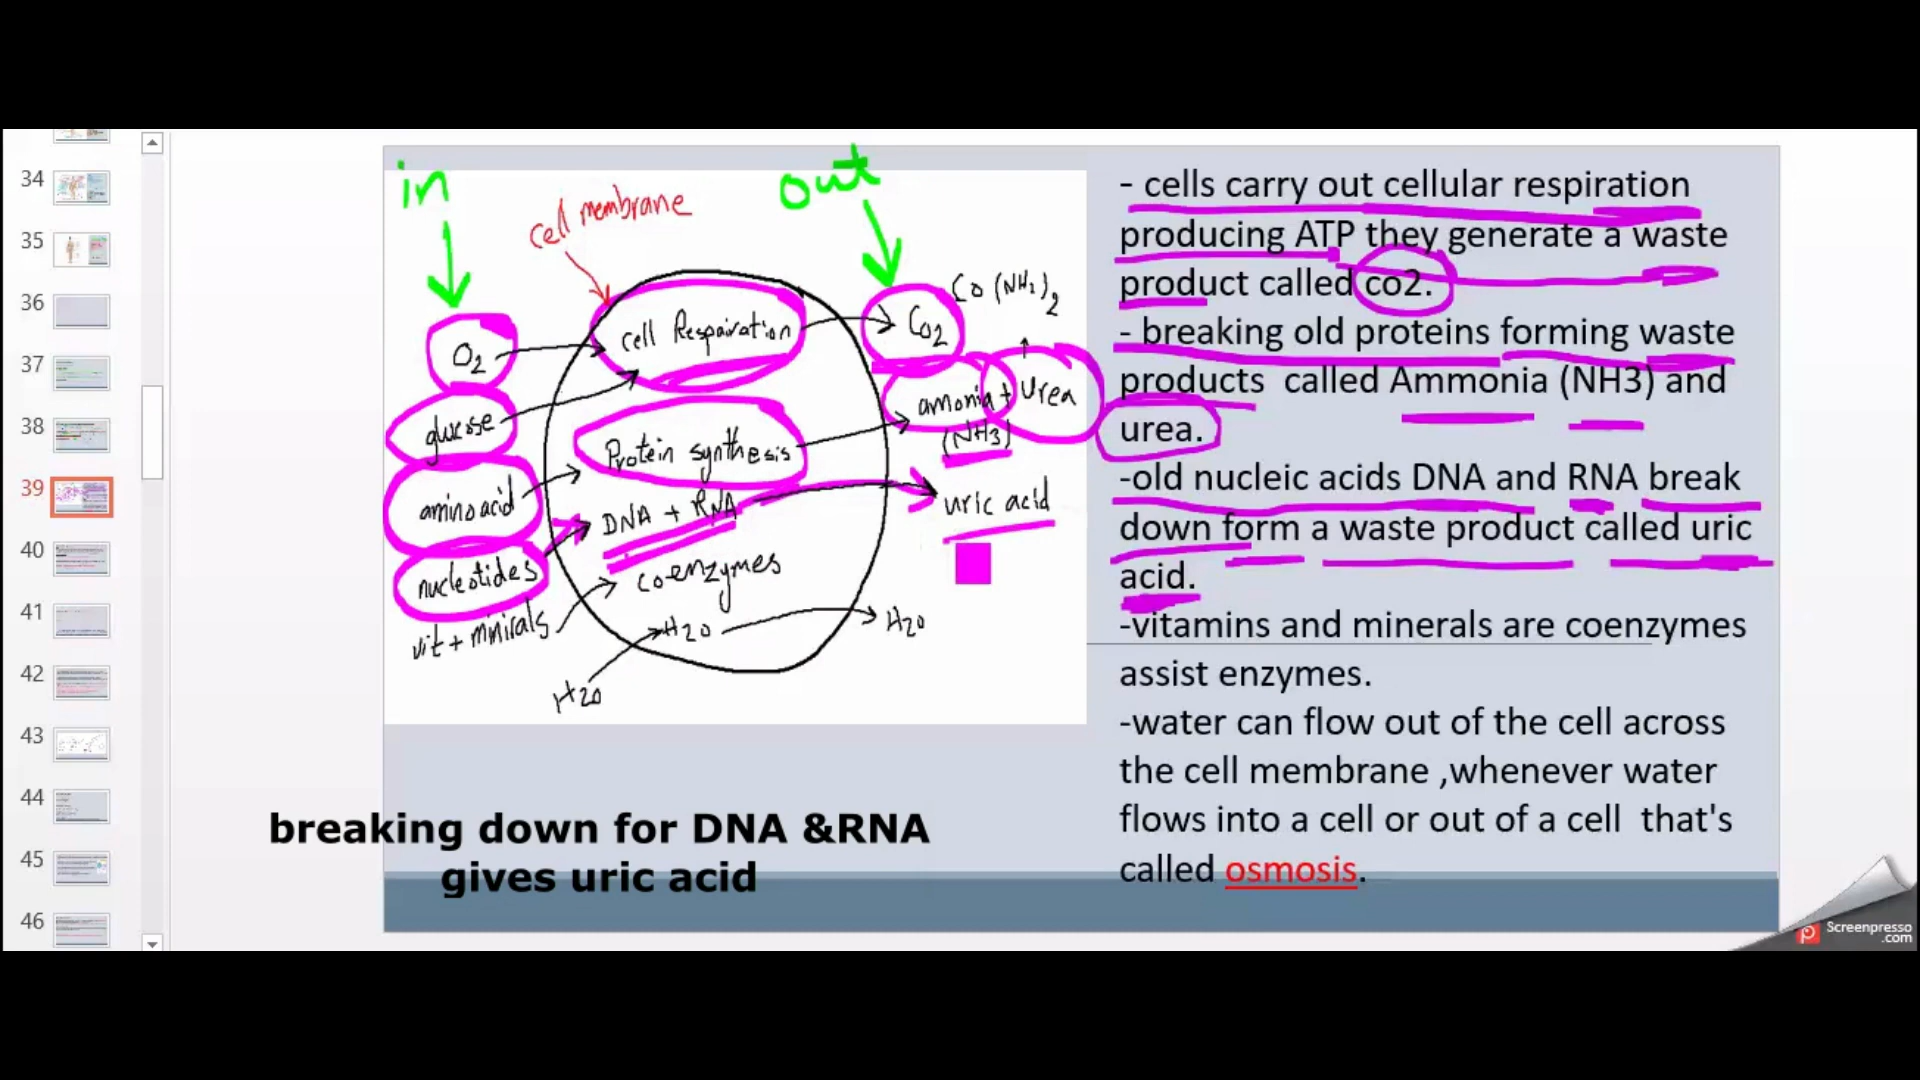 34
35
36
37
38
39
40
41
42
43
44
45
46
in
out
cell membrane
Co (NH2)2
O2
cell Respairation
Co2
glucose
amonia + Urea
(NH3)
Protein synthesis
aminoacid
DNA + RNA
uric acid
nucleotides
coenzymes
vit + minirals
H2O
H2O
H2O
- cells carry out cellular respiration
producing ATP they generate a waste
product called co2.
- breaking old proteins forming waste
products called Ammonia (NH3) and
urea.
-old nucleic acids DNA and RNA break
down form a waste product called uric
acid.
-vitamins and minerals are coenzymes
assist enzymes.
-water can flow out of the cell across
the cell membrane ,whenever water
flows into a cell or out of a cell that's
called osmosis.
breaking down for DNA &RNA
gives uric acid
Screenpresso
.com